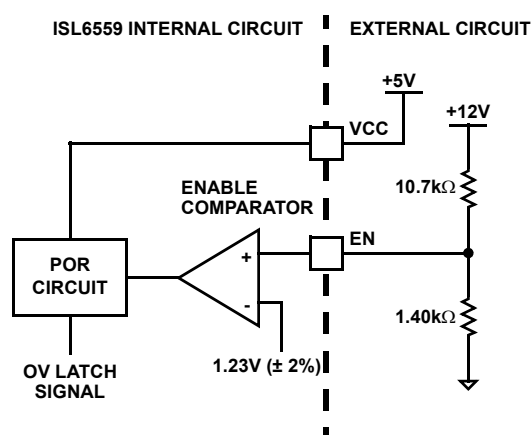 ISL6559 INTERNAL CIRCUIT
EXTERNAL CIRCUIT
+5V
+12V
VCC
10.7kΩ
ENABLE
COMPARATOR
EN
+
-
POR
CIRCUIT
1.40kΩ
1.23V (± 2%)
OV LATCH
SIGNAL